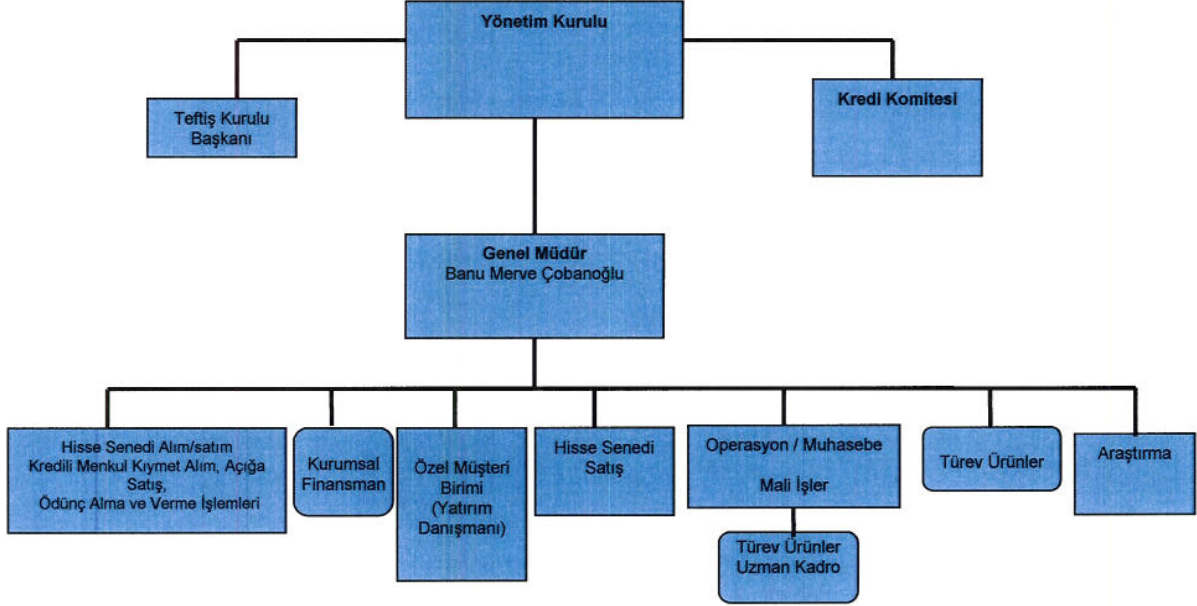 Yönetim Kurulu
Teftiş Kurulu
Başkanı
Kredi Komitesi
Genel Müdür
Banu Merve Çobanoğlu
Hisse Senedi Alım/satım
Kredili Menkul Kıymet Alım, Açığa
Satış,
Ödünç Alma ve Verme İşlemleri
Kurumsal
Finansman
Özel Müşteri
Birimi
(Yatırım
Danışmanı)
Hisse Senedi
Satış
Operasyon / Muhasebe
Mali İşler
Türev Ürünler
Uzman Kadro
Türev Ürünler
Araştırma